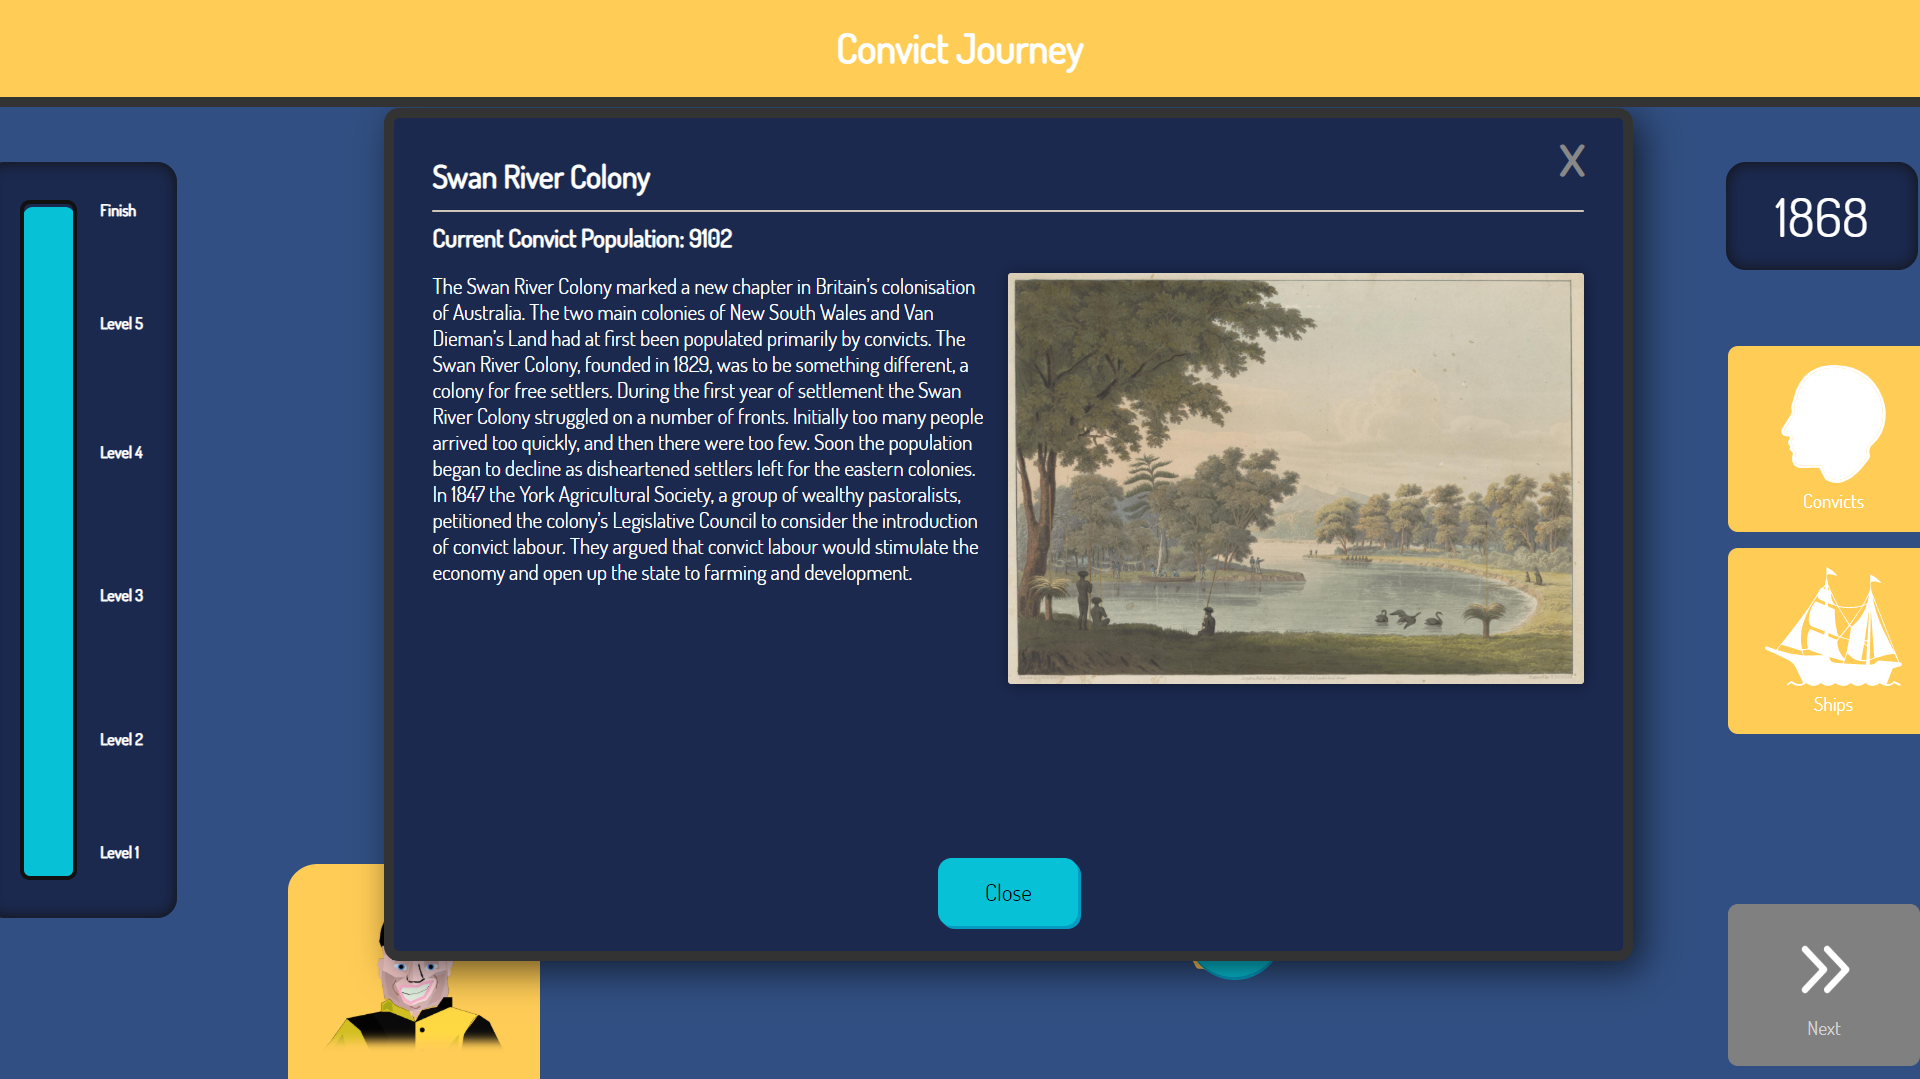 Convict Journey
Swan River Colony
X
Current Convict Population: 9102
The Swan River Colony marked a new chapter in Britain's colonisation
of Australia. The two main colonies of New South Wales and Van
Dieman's Land had at first been populated primarily by convicts. The
Swan River Colony, founded in 1829, was to be something different, a
colony for free settlers. During the first year of settlement the Swan
River Colony struggled on a number of fronts. Initially too many people
arrived too quickly, and then there were too few. Soon the population
began to decline as disheartened settlers left for the eastern colonies.
In 1847 the York Agricultural Society, a group of wealthy pastoralists,
petitioned the colony's Legislative Council to consider the introduction
of convict labour. They argued that convict labour would stimulate the
economy and open up the state to farming and development.
Close
Finish
Level 5
Level 4
Level 3
Level 2
Level 1
1868
Convicts
Ships
Next